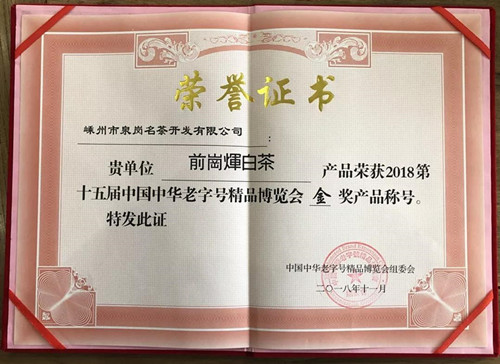 荣誉证书
嵊州市泉岗名茶开发有限公司：
贵单位 前崗煇白茶 产品荣获2018第
十五届中国中华老字号精品博览会 金 奖产品称号。
特发此证
中国中华老字号精品博览会组委会
二〇一八年十一月